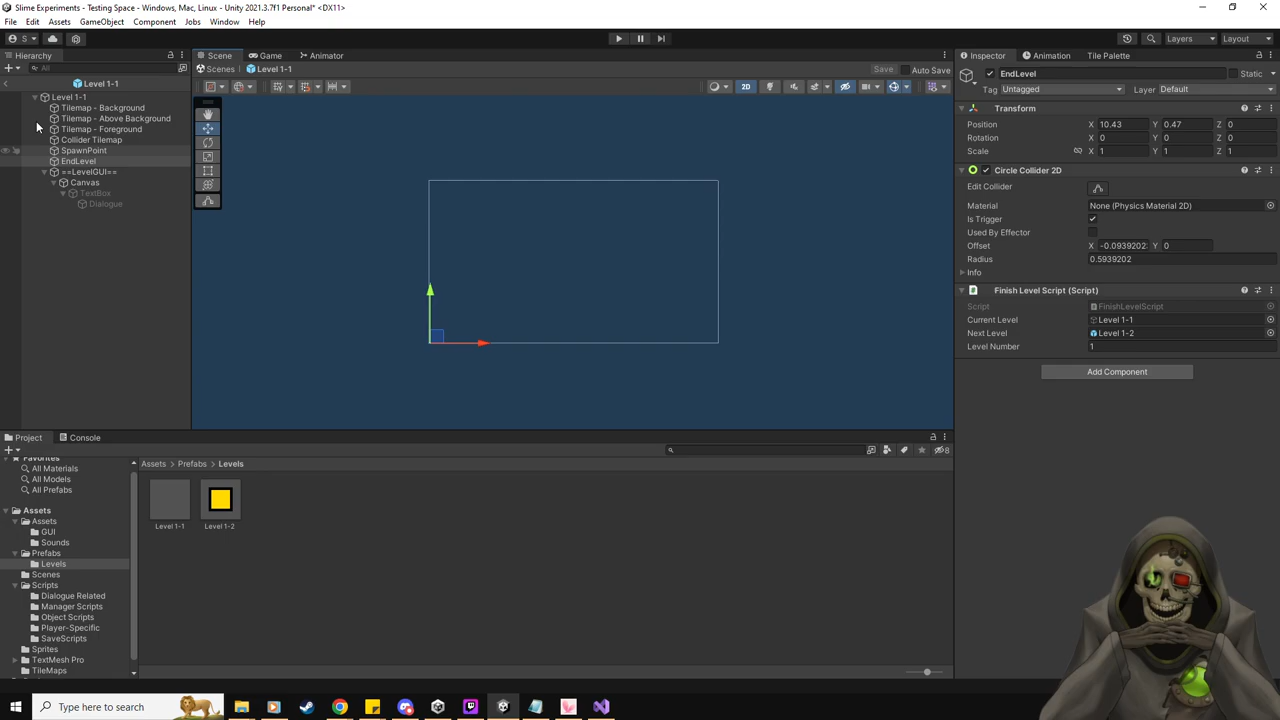 Slime Experiments - Testing Space - Windows, Mac, Linux - Unity 2021.3.7f1 Personal* <DX11>
File Edit Assets GameObject Component Jobs Window Help
S
Layers Layout
Hierarchy Scene Game Animator Inspector Animation Tile Palette
All Scenes Level 1-1 Save Auto Save EndLevel Static
Level 1-1 2D Tag Untagged Layer Default
Level 1-1
Tilemap - Background
Tilemap - Above Background
Tilemap - Foreground
Collider Tilemap
SpawnPoint
EndLevel
==LevelGUI==
Canvas
TextBox
Dialogue
Transform
Position X 10.43 Y 0.47 Z 0
Rotation X 0 Y 0 Z 0
Scale X 1 Y 1 Z 1
Circle Collider 2D
Edit Collider
Material None (Physics Material 2D)
Is Trigger
Used By Effector
Offset X -0.0939202 Y 0
Radius 0.5939202
Info
Finish Level Script (Script)
Script FinishLevelScript
Current Level Level 1-1
Next Level Level 1-2
Level Number 1
Add Component
Project Console
8
Favorites
All Materials
All Models
All Prefabs
Assets
Assets
GUI
Sounds
Prefabs
Levels
Scenes
Scripts
Dialogue Related
Manager Scripts
Object Scripts
Player-Specific
SaveScripts
Sprites
TextMesh Pro
TileMaps
Assets > Prefabs > Levels
Level 1-1 Level 1-2
Type here to search